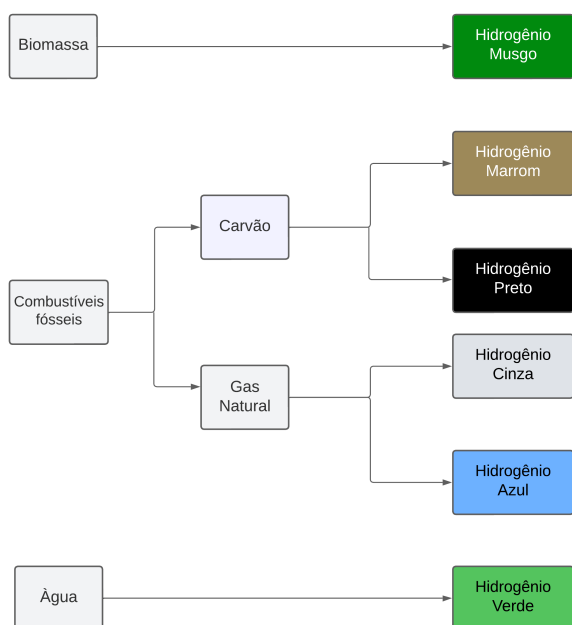 Biomassa
Hidrogênio
Musgo
Hidrogênio
Marrom
Carvão
Hidrogênio
Preto
Combustíveis
fósseis
Hidrogênio
Cinza
Gas
Natural
Hidrogênio
Azul
Àgua
Hidrogênio
Verde